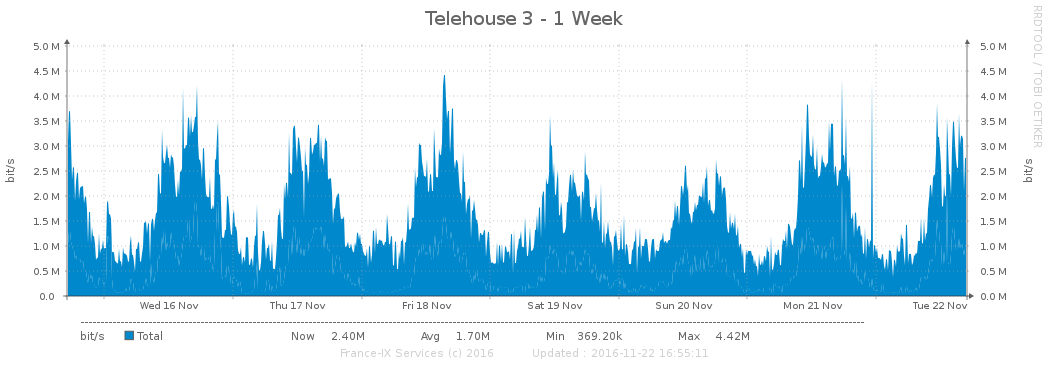 Telehouse 3 - 1 Week
RRDTOOL / TOBI OETIKER
bit/s
5.0 M 5.0 M
4.5 M 4.5 M
4.0 M 4.0 M
3.5 M 3.5 M
3.0 M 3.0 M
2.5 M 2.5 M
2.0 M 2.0 M
1.5 M 1.5 M
1.0 M 1.0 M
0.5 M 0.5 M
0.0 0.0 M
bit/s
Wed 16 Nov Thu 17 Nov Fri 18 Nov Sat 19 Nov Sun 20 Nov Mon 21 Nov Tue 22 Nov
bit/s Total Now 2.40M Avg 1.70M Min 369.20k Max 4.42M
France-IX Services (c) 2016 Updated : 2016-11-22 16:55:11